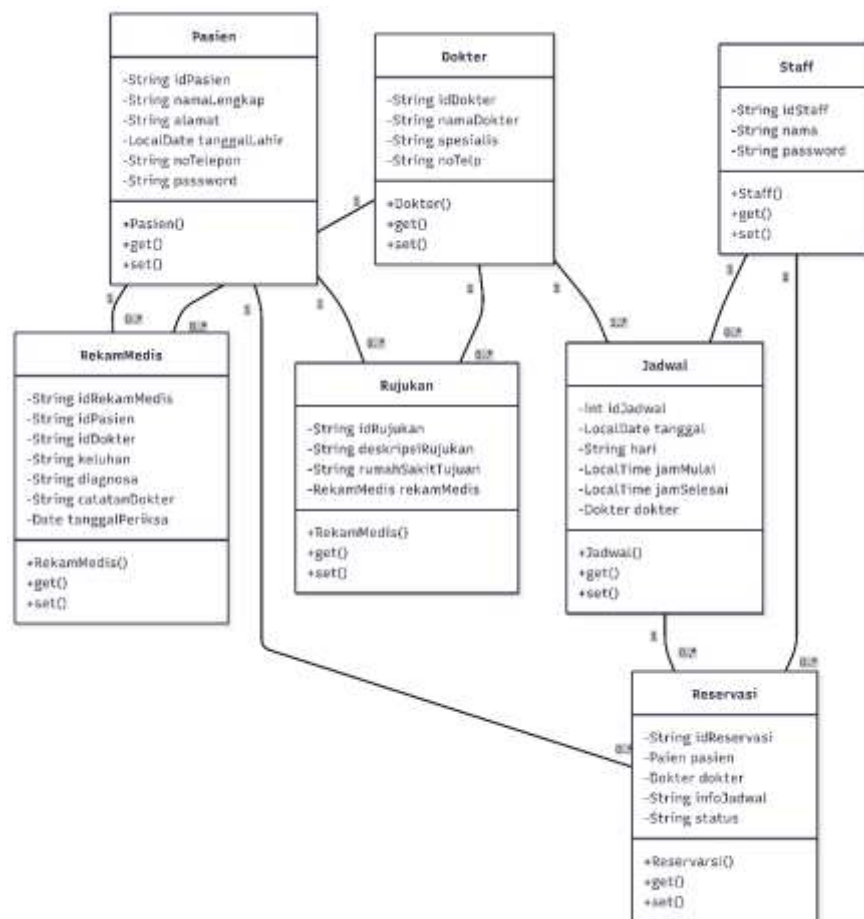 Pasien
-String idPasien
-String namaLengkap
-String alamat
-LocalDate tanggalLahir
-String noTelepon
-String password
+Pasien()
+get()
+set()
Dokter
-String idDokter
-String namaDokter
-String spesialis
-String noTelp
+Dokter()
+get()
+set()
Staff
-String idStaff
-String nama
-String password
+Staff()
+get()
+set()
RekamMedis
-String idRekamMedis
-String idPasien
-String idDokter
-String keluhan
-String diagnosa
-String catatanDokter
-Date tanggalPeriksa
+RekamMedis()
+get()
+set()
Rujukan
-String idRujukan
-String deskripsiRujukan
-String rumahSakitTujuan
-RekamMedis rekamMedis
+RekamMedis()
+get()
+set()
Jadwal
-Int idJadwal
-LocalDate tanggal
-String hari
-LocalTime jamMulai
-LocalTime jamSelesai
-Dokter dokter
+Jadwal()
+get()
+set()
Reservasi
-String idReservasi
-Paien pasien
-Dokter dokter
-String infoJadwal
-String status
+Reservarsi()
+get()
+set()